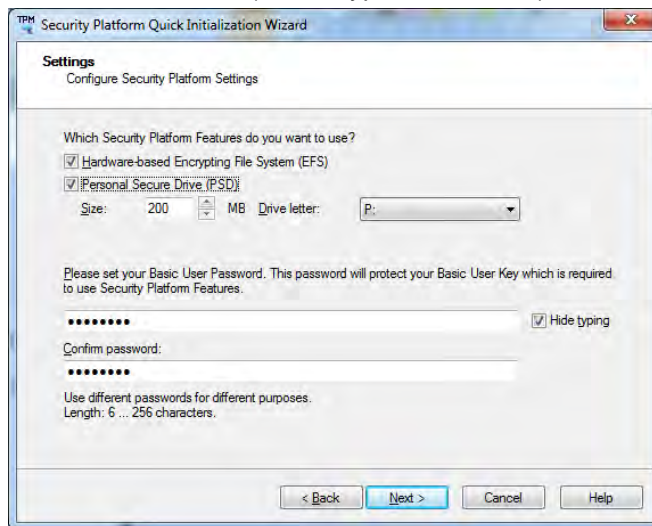 TPM Security Platform Quick Initialization Wizard
Settings
Configure Security Platform Settings
Which Security Platform Features do you want to use?
Hardware-based Encrypting File System (EFS)
Personal Secure Drive (PSD)
Size: 200 MB Drive letter: P:
Please set your Basic User Password. This password will protect your Basic User Key which is required
to use Security Platform Features.
•••••••• Hide typing
Confirm password:
••••••••
Use different passwords for different purposes.
Length: 6 ... 256 characters.
< Back Next > Cancel Help